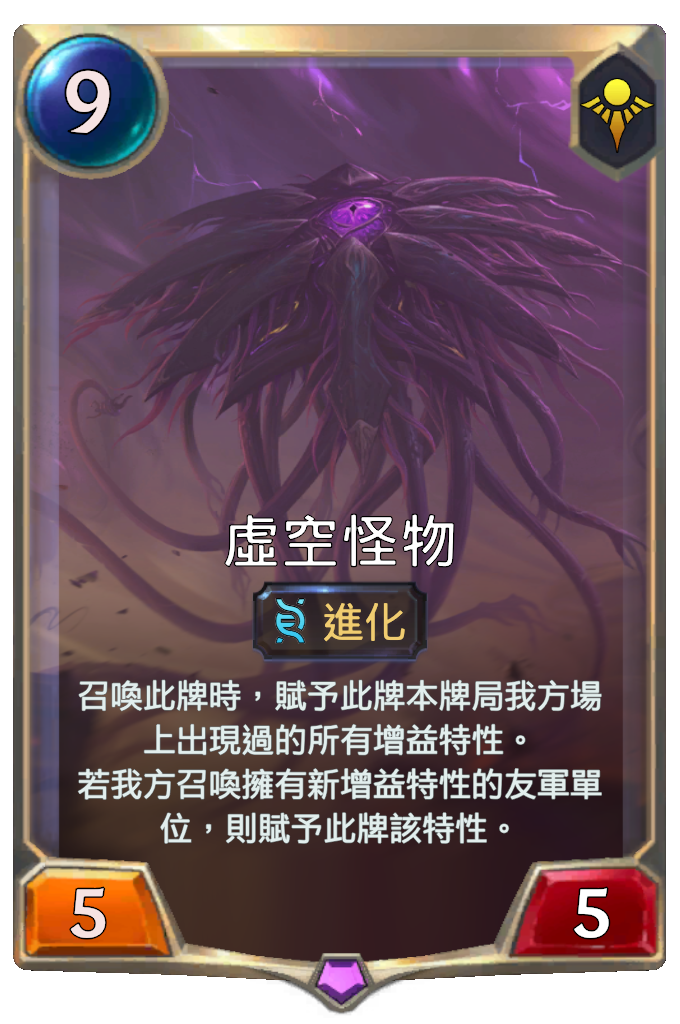 9
虛空怪物
進化
召喚此牌時，賦予此牌本牌局我方場
上出現過的所有增益特性。
若我方召喚擁有新增益特性的友軍單
位，則賦予此牌該特性。
5
5